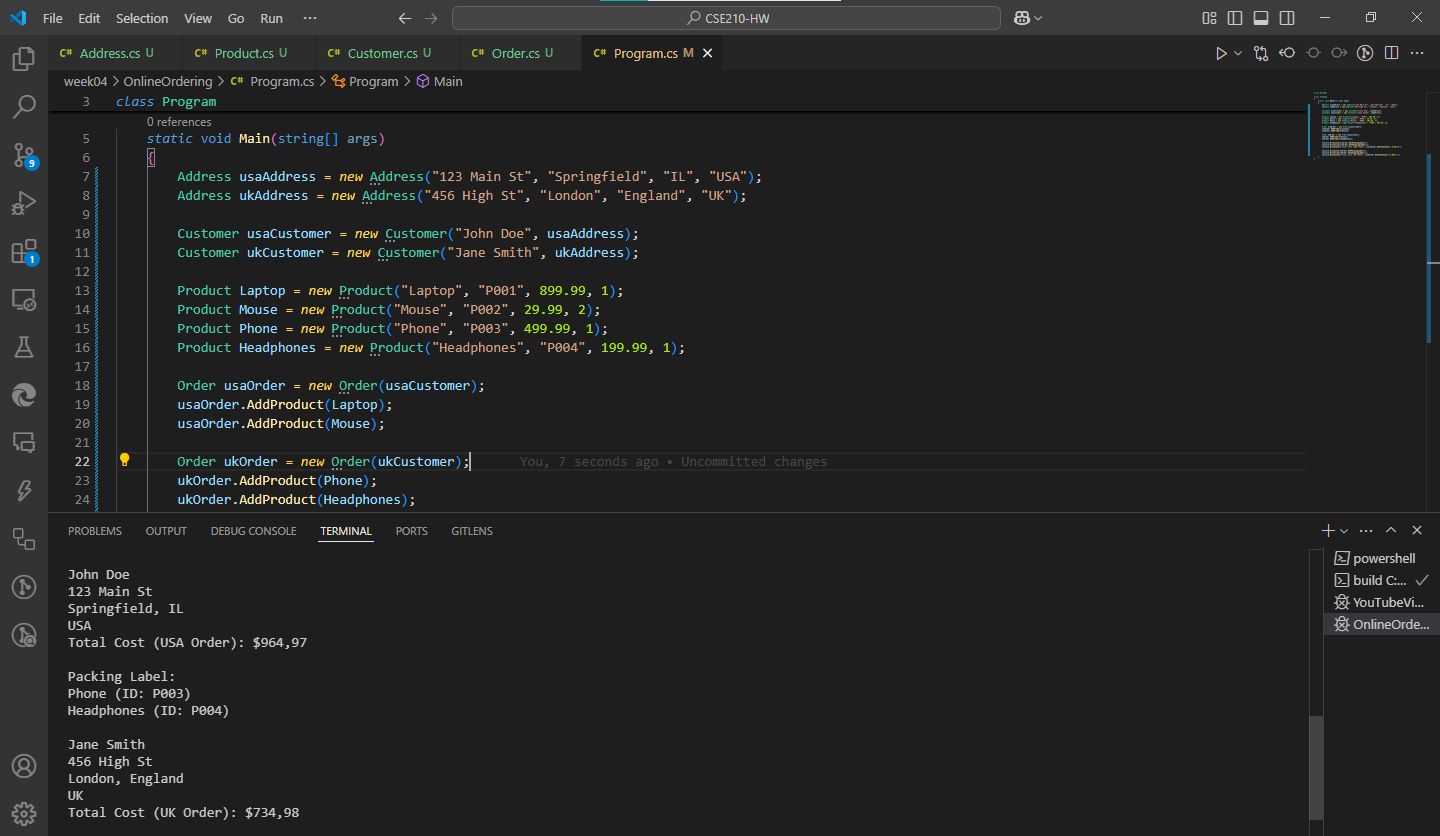 File Edit Selection View Go Run ··· CSE210-HW
C# Address.cs U C# Product.cs U C# Customer.cs U C# Order.cs U C# Program.cs M
week04 > OnlineOrdering > C# Program.cs > Program > Main
3 class Program
0 references
5 static void Main(string[] args)
6 {
7 Address usaAddress = new Address("123 Main St", "Springfield", "IL", "USA");
8 Address ukAddress = new Address("456 High St", "London", "England", "UK");
9
10 Customer usaCustomer = new Customer("John Doe", usaAddress);
11 Customer ukCustomer = new Customer("Jane Smith", ukAddress);
12
13 Product Laptop = new Product("Laptop", "P001", 899.99, 1);
14 Product Mouse = new Product("Mouse", "P002", 29.99, 2);
15 Product Phone = new Product("Phone", "P003", 499.99, 1);
16 Product Headphones = new Product("Headphones", "P004", 199.99, 1);
17
18 Order usaOrder = new Order(usaCustomer);
19 usaOrder.AddProduct(Laptop);
20 usaOrder.AddProduct(Mouse);
21
22 Order ukOrder = new Order(ukCustomer); You, 7 seconds ago • Uncommitted changes
23 ukOrder.AddProduct(Phone);
24 ukOrder.AddProduct(Headphones);
9
1
PROBLEMS OUTPUT DEBUG CONSOLE TERMINAL PORTS GITLENS
John Doe
123 Main St
Springfield, IL
USA
Total Cost (USA Order): $964,97
Packing Label:
Phone (ID: P003)
Headphones (ID: P004)
Jane Smith
456 High St
London, England
UK
Total Cost (UK Order): $734,98
powershell
build C:...
YouTubeVi...
OnlineOrde...